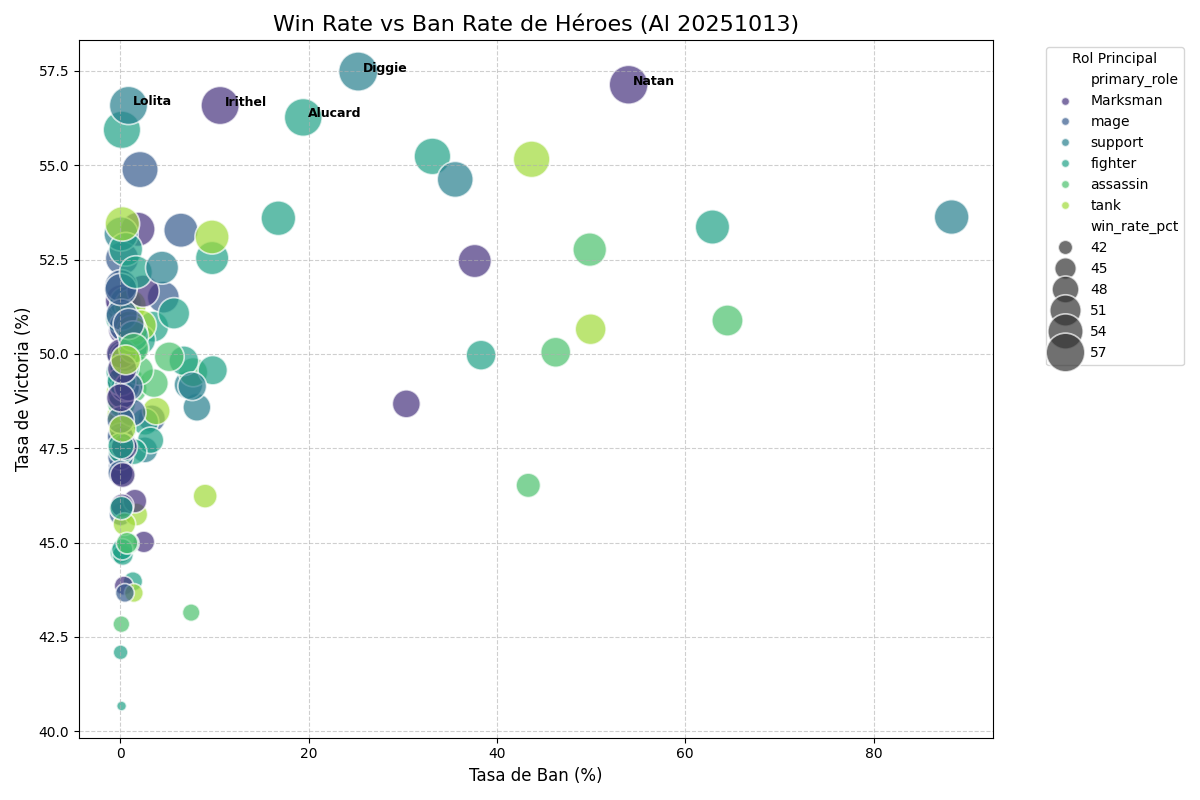 Win Rate vs Ban Rate de Héroes (Al 20251013)
Tasa de Victoria (%)
57.5
55.0
52.5
50.0
47.5
45.0
42.5
40.0
Diggie
Natan
Lolita
Irithel
Alucard
0
20
40
60
80
Tasa de Ban (%)
Rol Principal
primary_role
Marksman
mage
support
fighter
assassin
tank
win_rate_pct
42
45
48
51
54
57